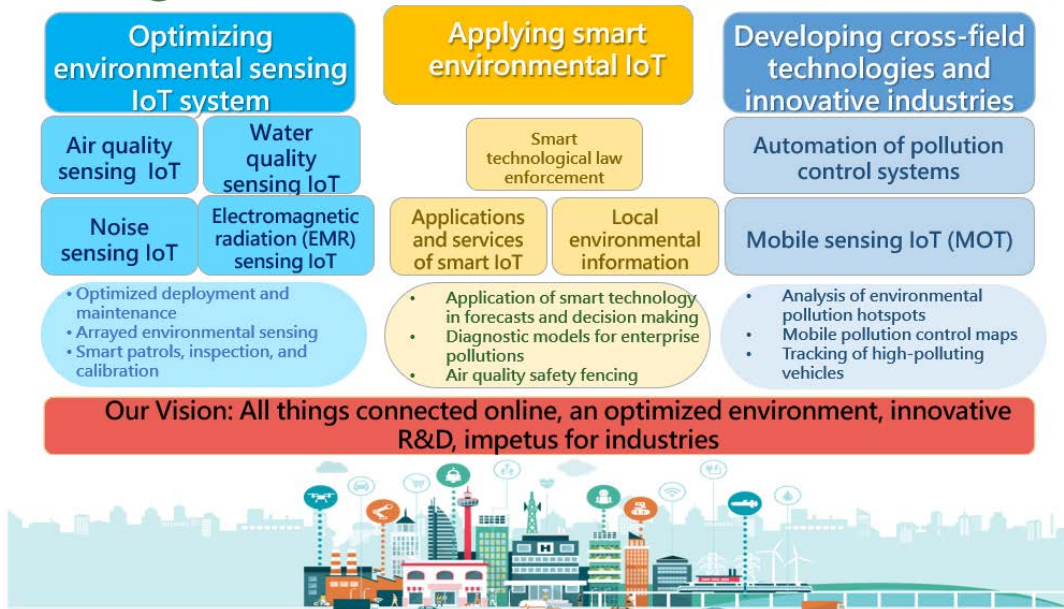 Optimizing
environmental sensing
IoT system
Air quality
sensing IoT
Water
quality
sensing IoT
Noise
sensing IoT
Electromagnetic
radiation (EMR)
sensing IoT
• Optimized deployment and
maintenance
• Arrayed environmental sensing
• Smart patrols, inspection, and
calibration
Applying smart
environmental IoT
Smart
technological law
enforcement
Applications
and services
of smart IoT
Local
environmental
information
• Application of smart technology
in forecasts and decision making
• Diagnostic models for enterprise
pollutions
• Air quality safety fencing
Developing cross-field
technologies and
innovative industries
Automation of pollution
control systems
Mobile sensing IoT (MOT)
• Analysis of environmental
pollution hotspots
• Mobile pollution control maps
• Tracking of high-polluting
vehicles
Our Vision: All things connected online, an optimized environment, innovative
R&D, impetus for industries
H